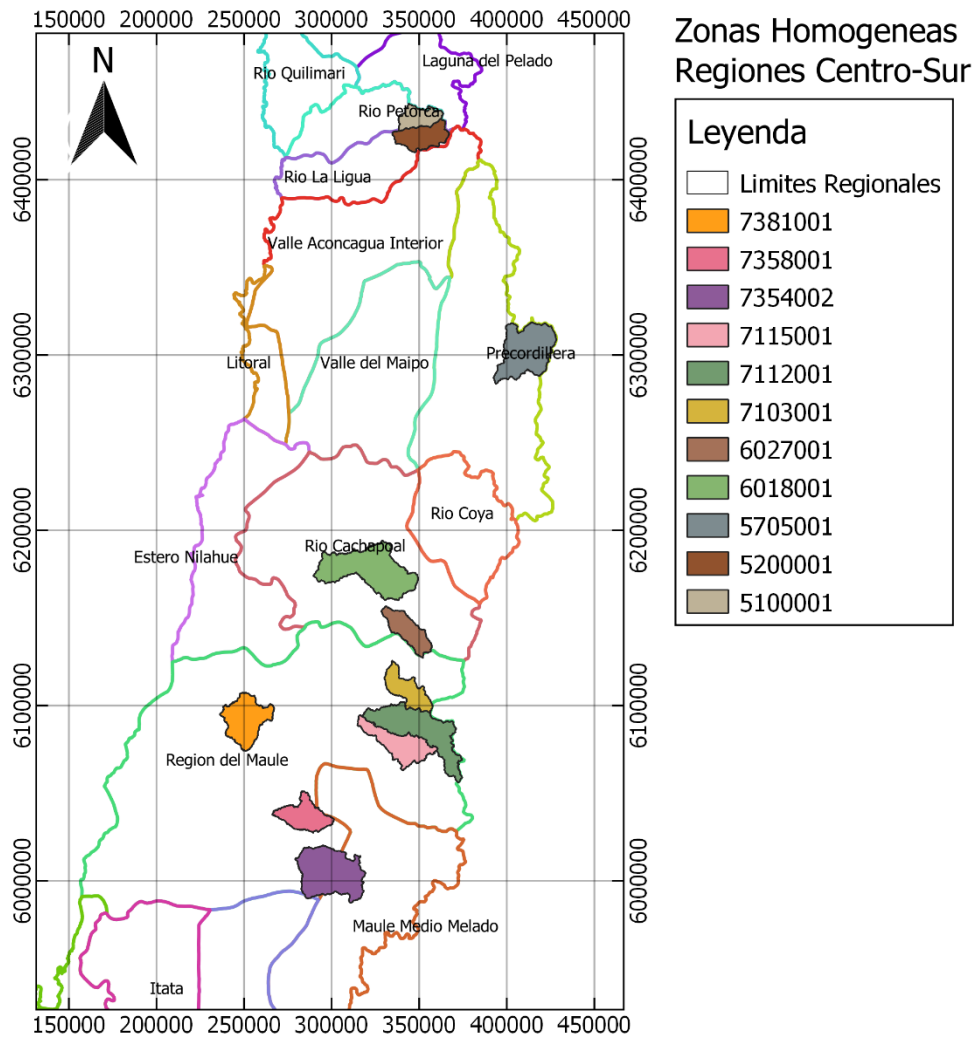 150000 200000 250000 300000 350000 400000 450000
Zonas Homogeneas
Regiones Centro-Sur
N
Rio Quilimari
Laguna del Pelado
Rio Petorca
Rio La Ligua
Valle Aconcagua Interior
Litoral
Valle del Maipo
Precordillera
Rio Coya
Rio Cachapoal
Estero Nilahue
Region del Maule
Maule Medio Melado
Itata
6400000
6300000
6200000
6100000
6000000
6400000
6300000
6200000
6100000
6000000
150000 200000 250000 300000 350000 400000 450000
Leyenda
Limites Regionales
7381001
7358001
7354002
7115001
7112001
7103001
6027001
6018001
5705001
5200001
5100001